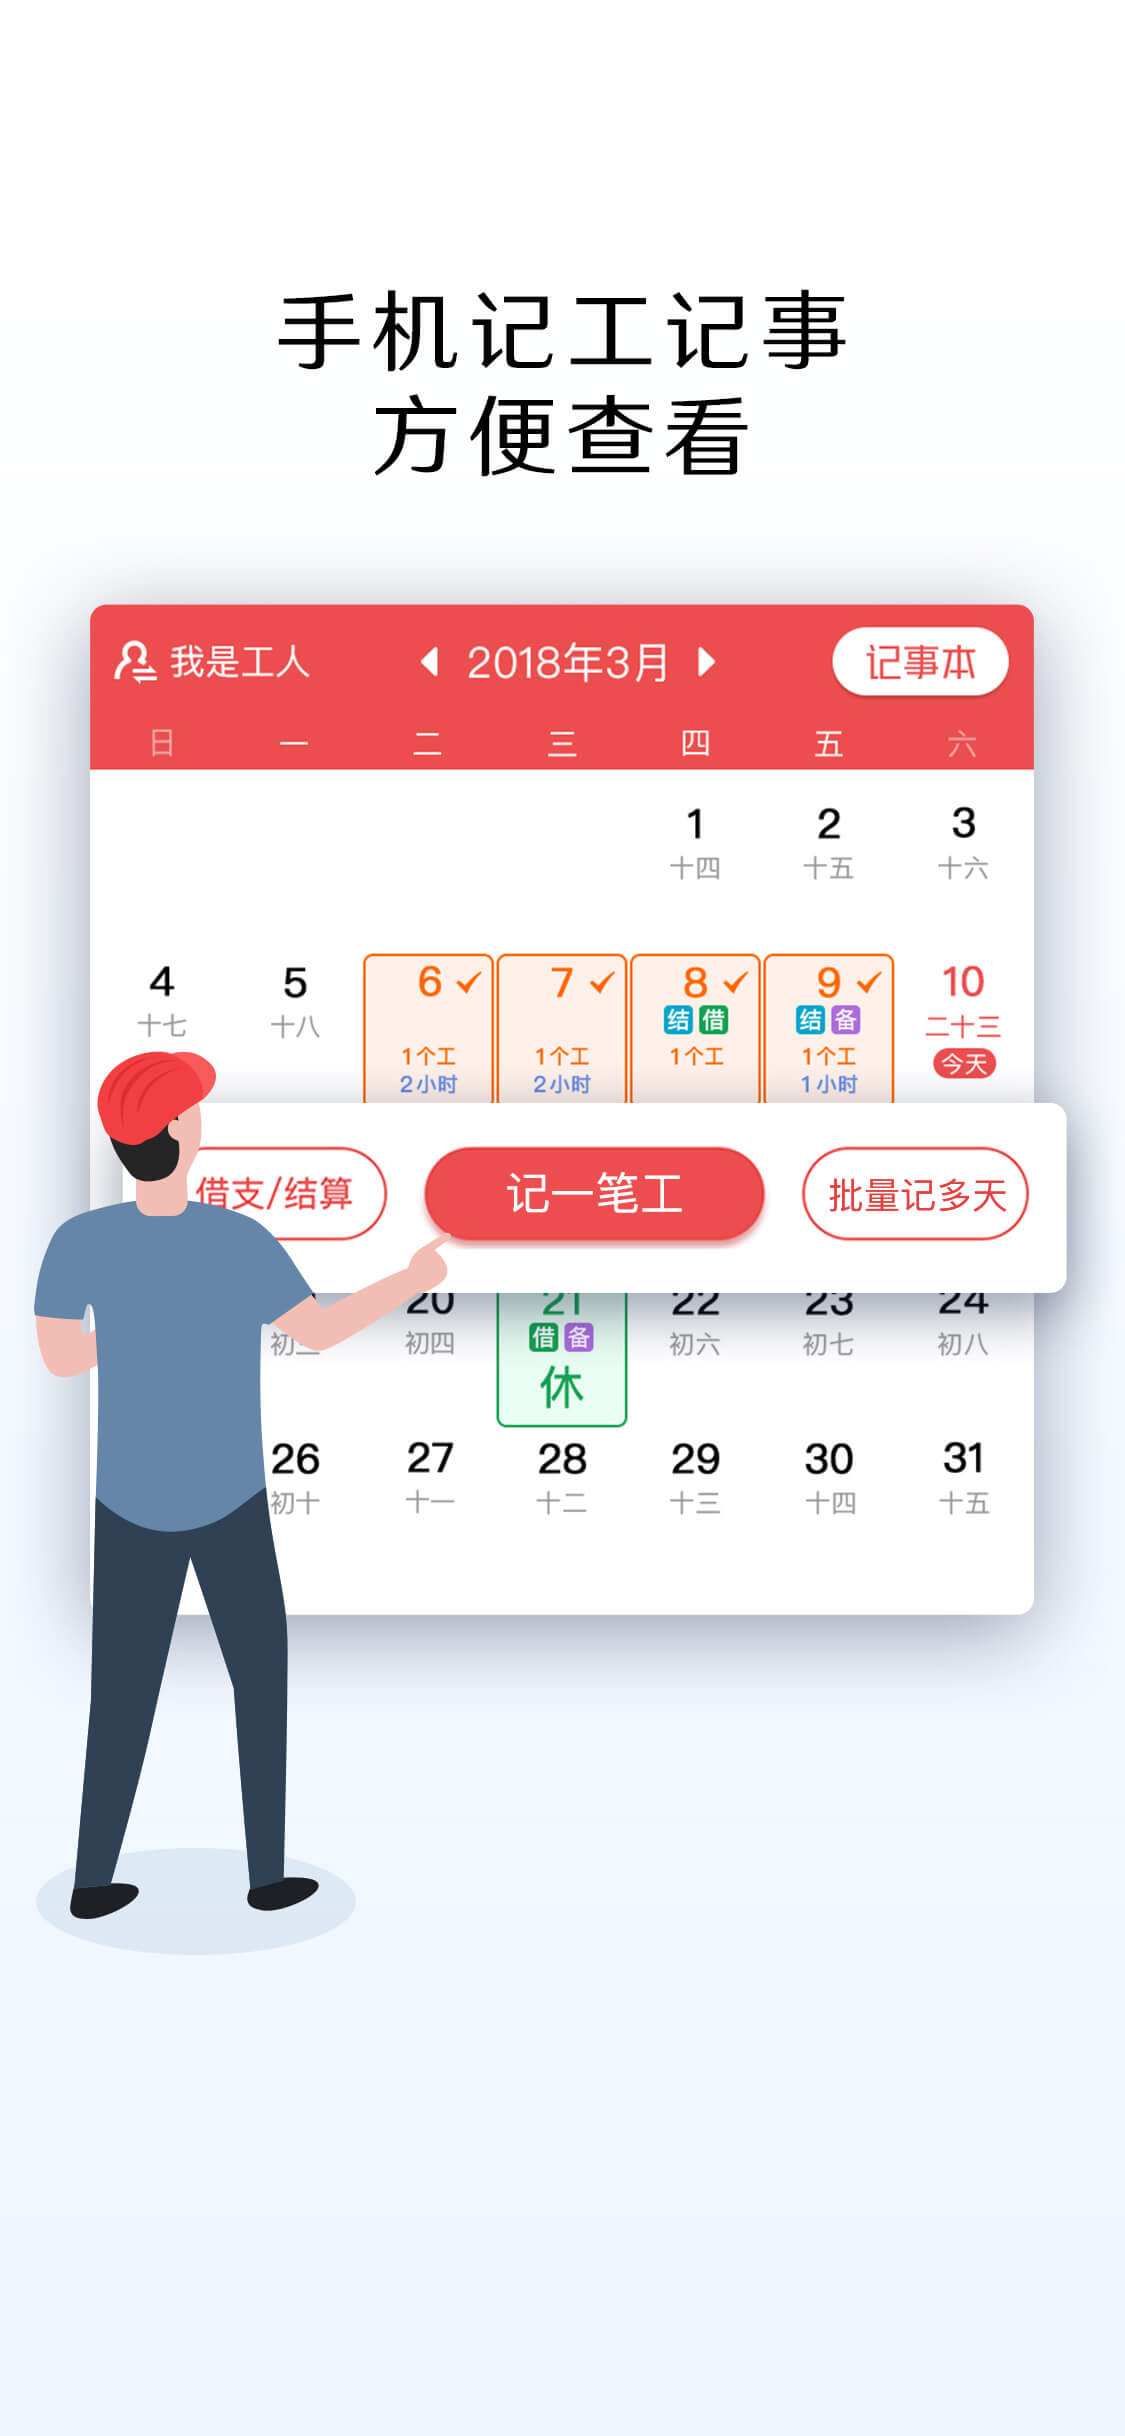 手机记工记事
方便查看
我是工人 2018年3月 记事本
日 一 二 三 四 五 六
1 2 3
十四 十五 十六
4 5 6 7 8 9 10
十七 十八 结 借 结 备 二十三
1个工 1个工 1个工 1个工 今天
2小时 2小时 1小时
借支/结算 记一笔工 批量记多天
20 21 22 23 24
初四 借 备 初六 初七 初八
休
26 27 28 29 30 31
初十 十一 十二 十三 十四 十五